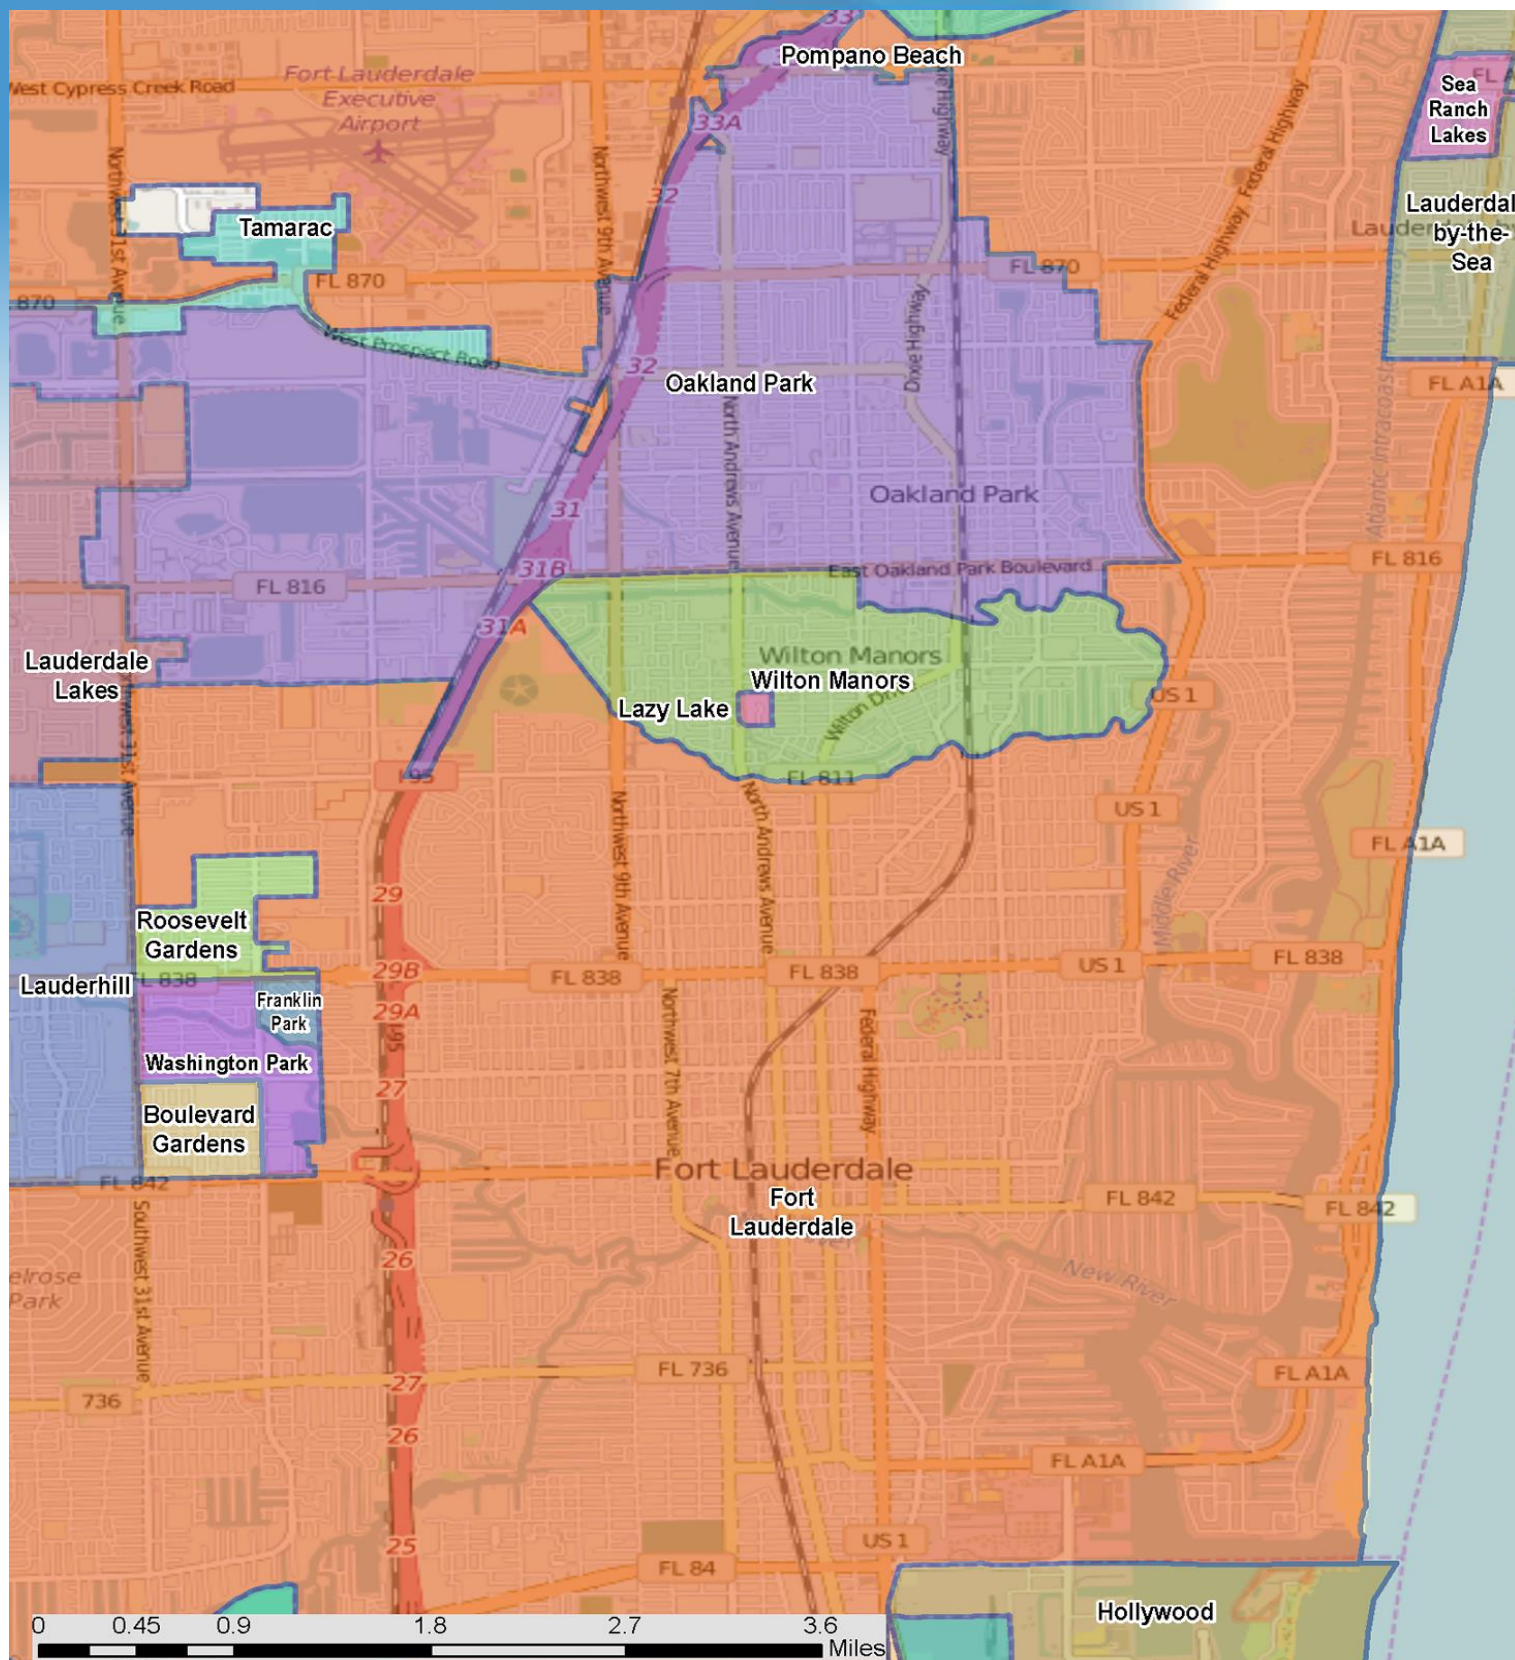 33
Pompano Beach
Fort Lauderdale
Executive
Airport
West Cypress Creek Road
FL A
Sea
Ranch
Lakes
33A
Dixie Highway
Federal Highway, Federal Highway
Northwest 31st Avenue
Northwest 9th Avenue
32
Tamarac
Lauderdal
by-the-
Sea
FL 870
FL 870
870
West Prospect Road
32
Oakland Park
Dixie Highway
FL A1A
North Andrews Avenue
Oakland Park
31
31B
East Oakland Park Boulevard
FL 816
FL 816
31A
Lauderdale
Lakes
Wilton Manors
Wilton Manors
Lazy Lake
US 1
I 95
FL 811
31st Avenue
US 1
FL A1A
Northwest 9th Avenue
North Andrews Avenue
Middle River
29
Roosevelt
Gardens
29B
FL 838
FL 838
FL 838
US 1
FL 838
Lauderhill
Franklin
Park
29A
I 95
Northwest 7th Avenue
Federal Highway
Washington Park
27
Boulevard
Gardens
Fort Lauderdale
FL 842
Fort
Lauderdale
FL 842
FL 842
26
New River
elrose
Park
Southwest 31st Avenue
FL 736
27
736
FL A1A
26
FL A1A
25
US 1
FL 84
Hollywood
0 0.45 0.9 1.8 2.7 3.6
Miles